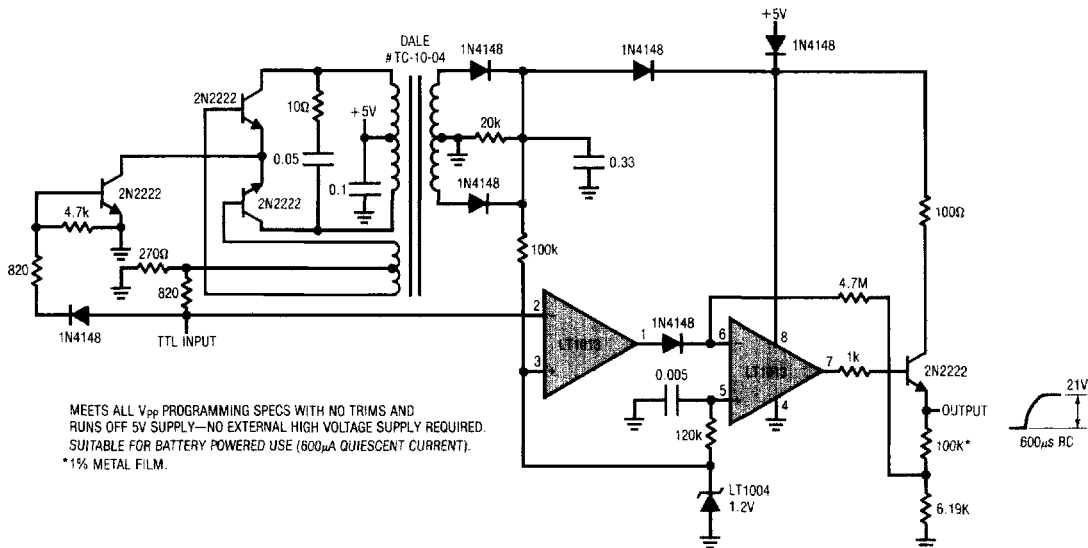 +5V
DALE
#TC-10-04
1N4148
1N4148
1N4148
2N2222
10Ω
+5V
20k
0.05
0.33
2N2222
0.1
1N4148
2N2222
4.7k
100Ω
270Ω
100k
820
820
4.7M
1N4148
TTL INPUT
2
3
LT1013
1
1N4148
6
5
LT1013
8
7
4
1k
2N2222
0.005
120k
OUTPUT
21V
600µs RC
100K*
6.19K
LT1004
1.2V
MEETS ALL VPP PROGRAMMING SPECS WITH NO TRIMS AND
RUNS OFF 5V SUPPLY—NO EXTERNAL HIGH VOLTAGE SUPPLY REQUIRED.
SUITABLE FOR BATTERY POWERED USE (600µA QUIESCENT CURRENT).
*1% METAL FILM.